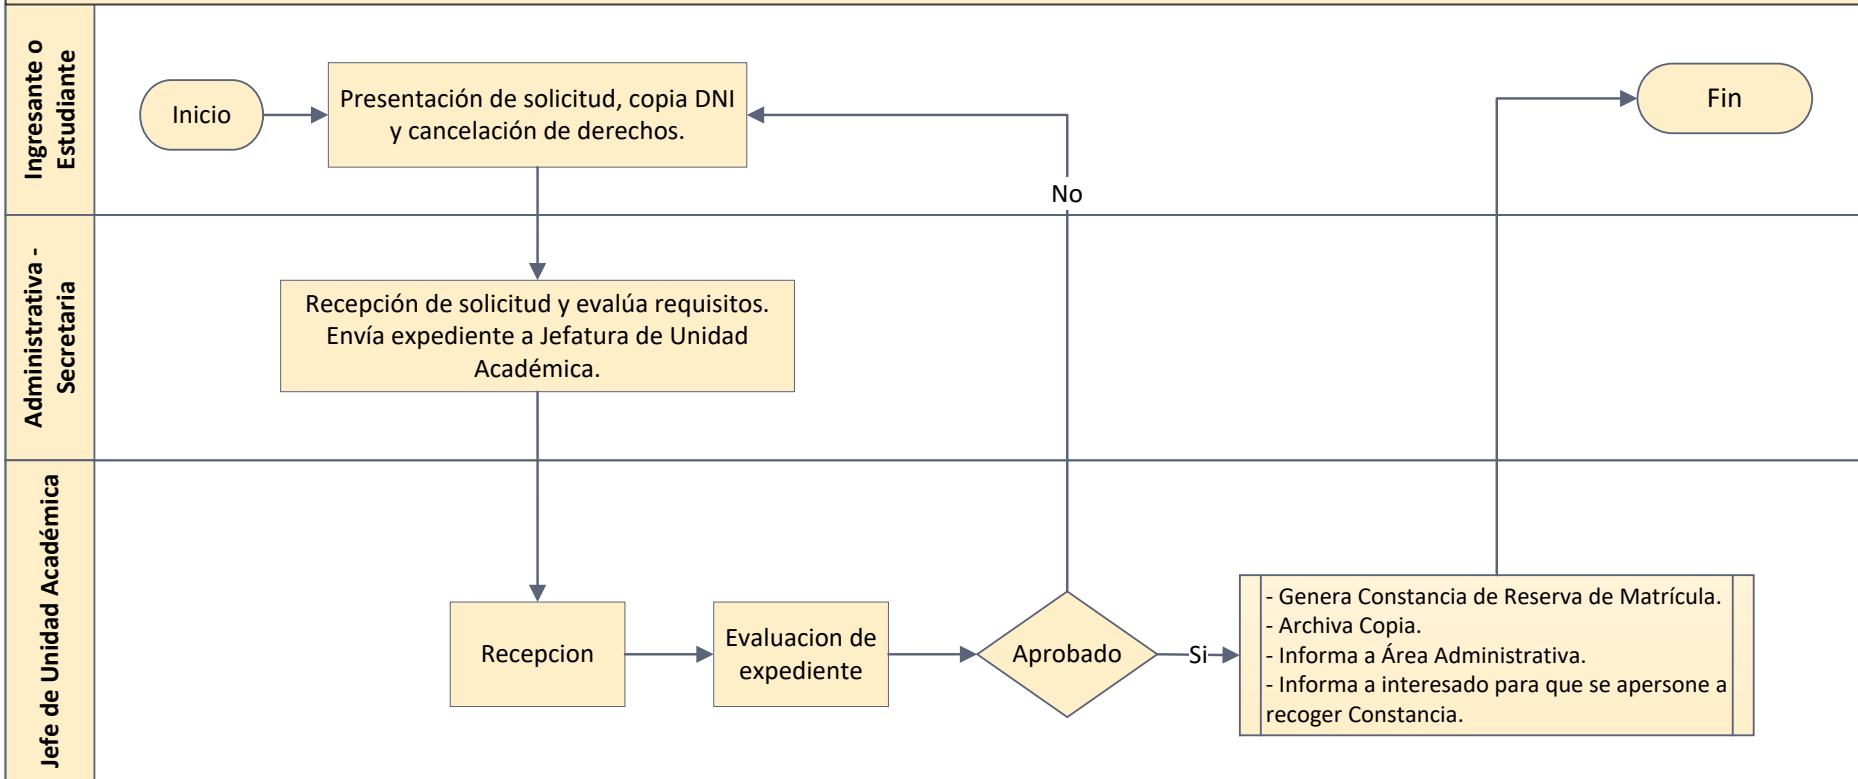 Ingresante o
Estudiante
Inicio
Presentación de solicitud, copia DNI
y cancelación de derechos.
Fin
No
Administrativa -
Secretaria
Recepción de solicitud y evalúa requisitos.
Envía expediente a Jefatura de Unidad
Académica.
Jefe de Unidad Académica
Recepcion
Evaluacion de
expediente
Aprobado
Si
- Genera Constancia de Reserva de Matrícula.
- Archiva Copia.
- Informa a Área Administrativa.
- Informa a interesado para que se apersone a
recoger Constancia.